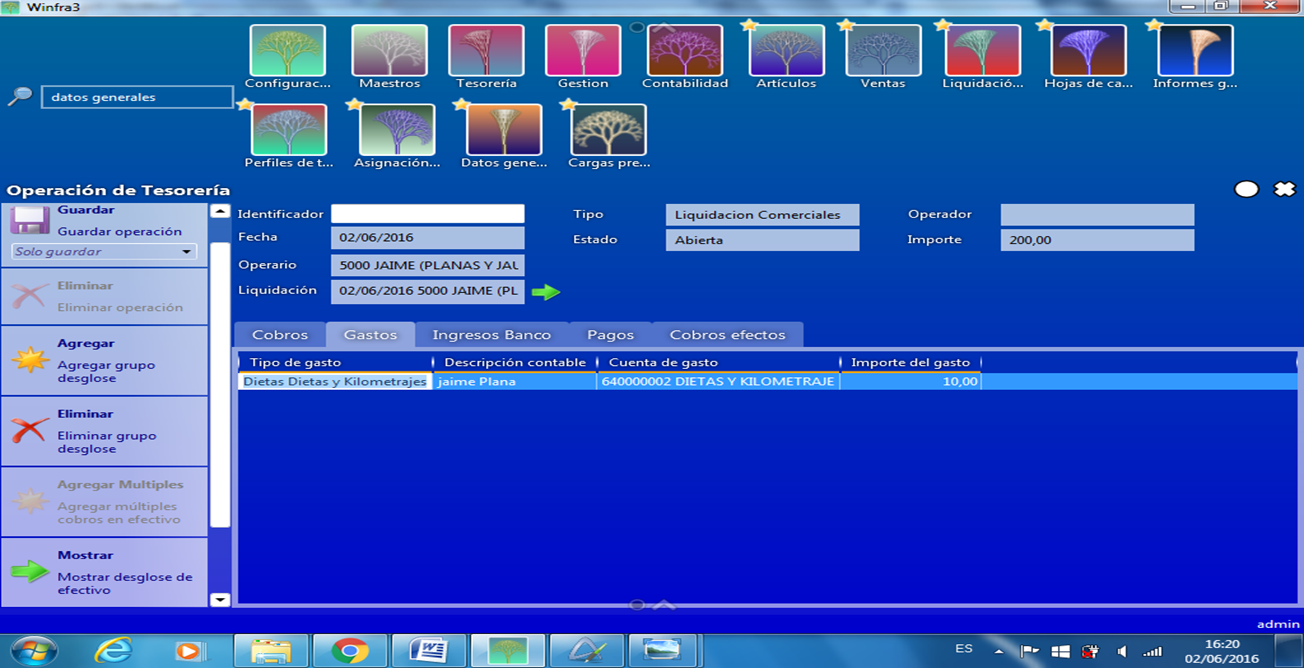 Winfra3
Configurac...
Maestros
Tesorería
Gestion
Contabilidad
Artículos
Ventas
Liquidació...
Hojas de ca...
Informes g...
datos generales
Perfiles de t...
Asignación...
Datos gene...
Cargas pre...
Operación de Tesorería
Guardar
Guardar operación
Solo guardar
Eliminar
Eliminar operación
Agregar
Agregar grupo
desglose
Eliminar
Eliminar grupo
desglose
Agregar Multiples
Agregar múltiples
cobros en efectivo
Mostrar
Mostrar desglose de
efectivo
Identificador
Tipo
Liquidacion Comerciales
Operador
Fecha
02/06/2016
Estado
Abierta
Importe
200,00
Operario
5000 JAIME (PLANAS Y JAU
Liquidación
02/06/2016 5000 JAIME (PL
Cobros
Gastos
Ingresos Banco
Pagos
Cobros efectos
Tipo de gasto
Descripción contable
Cuenta de gasto
Importe del gasto
Dietas Dietas y Kilometrajes
jaime Plana
640000002 DIETAS Y KILOMETRAJE
10,00
admin
ES
16:20
02/06/2016